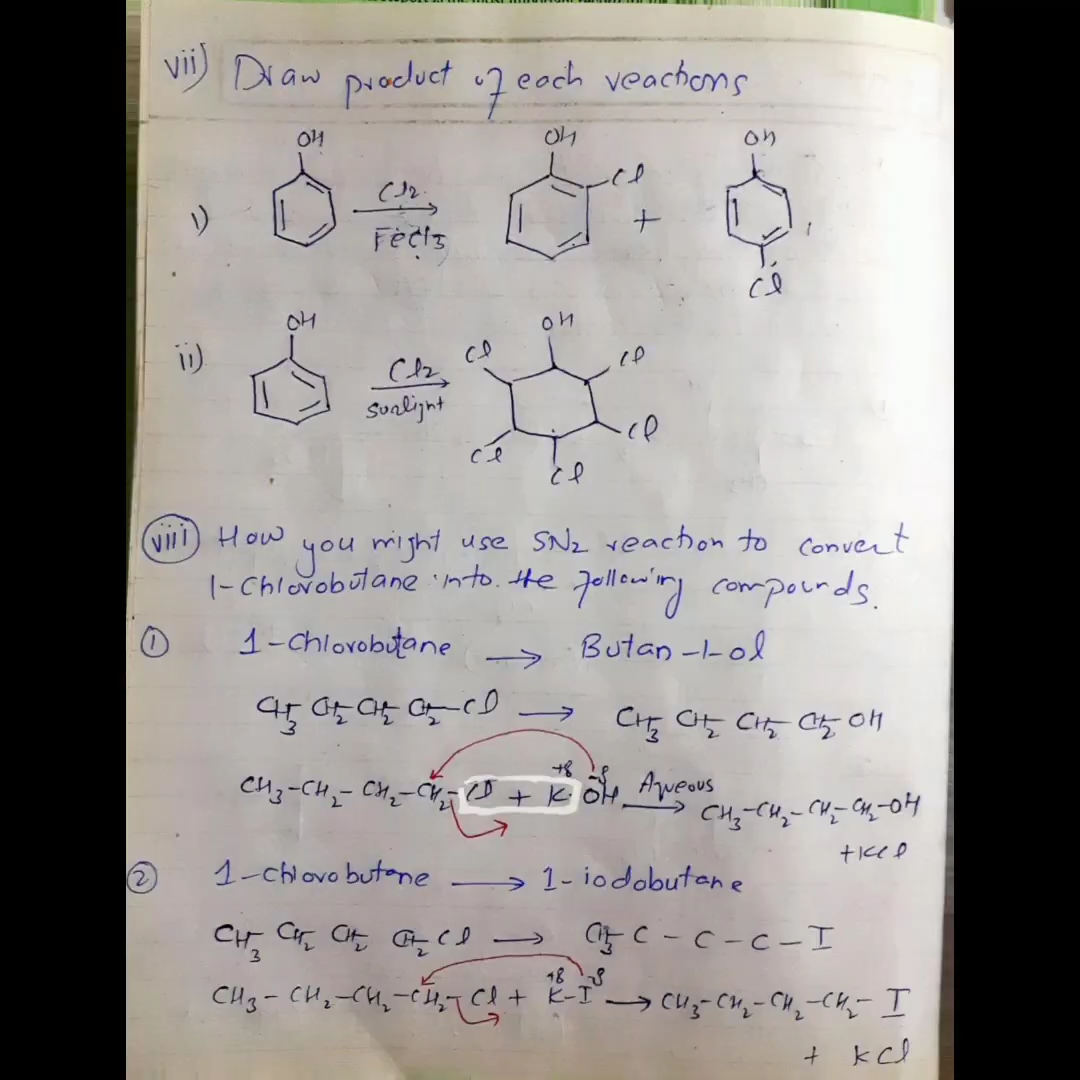 vii) Draw product of each reactions
OH OH OH
i) Cl2 Cl +
FeCl3
Cl
OH OH
ii) Cl2 Cl Cl
Sunlight
Cl Cl
Cl
viii) How you might use SN2 reaction to convert
1-Chlorobutane into the following compounds.
① 1-Chlorobutane → Butan-1-ol
CH3 CH2 CH2 CH2-Cl → CH3 CH2 CH2 CH2 OH
CH3-CH2-CH2-CH2-Cl + K+δ OH-δ Aqueous → CH3-CH2-CH2-CH2-OH
+KCl
② 1-chlorobutane → 1-iodobutane
CH3 CH2 CH2 CH2 Cl → CH3 C - C - C - I
CH3-CH2-CH2-CH2-Cl + K+δ-I-δ → CH3-CH2-CH2-CH2-I
+ KCl